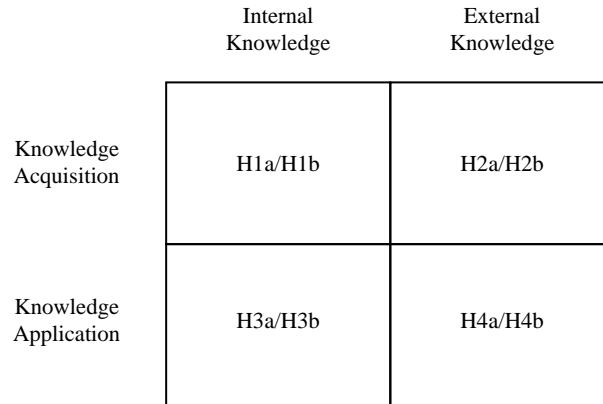 Internal
Knowledge
External
Knowledge
Knowledge
Acquisition
H1a/H1b
H2a/H2b
Knowledge
Application
H3a/H3b
H4a/H4b